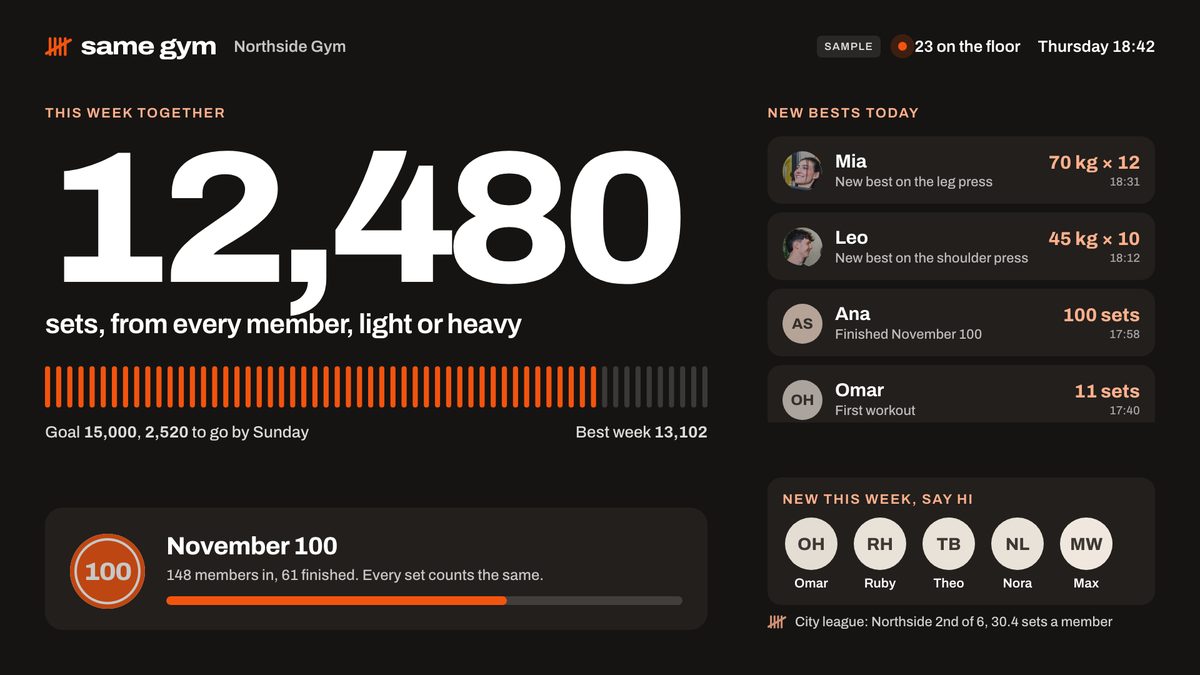 same gym Northside Gym
SAMPLE 23 on the floor Thursday 18:42
THIS WEEK TOGETHER
12,480
sets, from every member, light or heavy
Goal 15,000, 2,520 to go by Sunday
Best week 13,102
100
November 100
148 members in, 61 finished. Every set counts the same.
NEW BESTS TODAY
Mia 70 kg × 12
New best on the leg press 18:31
Leo 45 kg × 10
New best on the shoulder press 18:12
AS
Ana 100 sets
Finished November 100 17:58
OH
Omar 11 sets
First workout 17:40
NEW THIS WEEK, SAY HI
OH RH TB NL MW
Omar Ruby Theo Nora Max
City league: Northside 2nd of 6, 30.4 sets a member